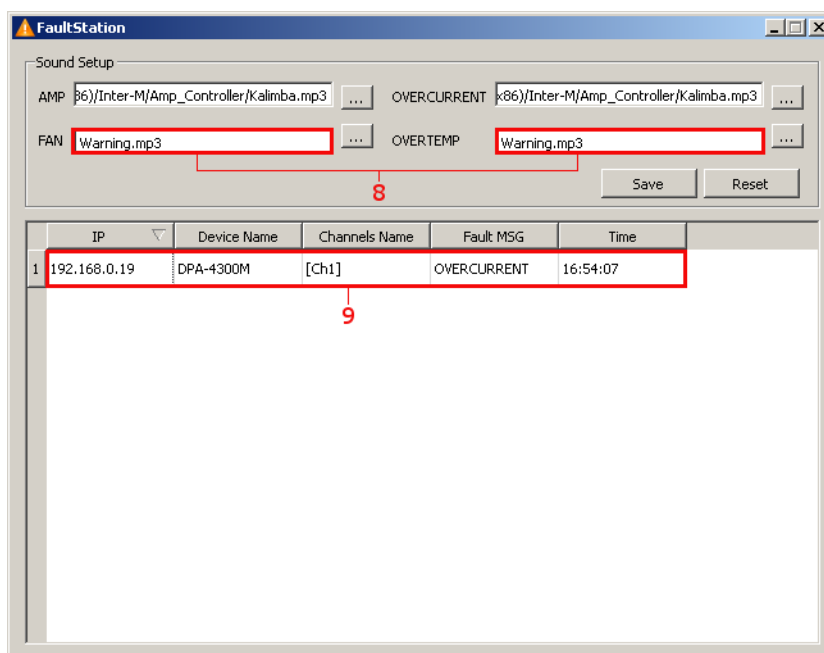 FaultStation
Sound Setup
AMP 86)/Inter-M/Amp_Controller/Kalimba.mp3 ... OVERCURRENT x86)/Inter-M/Amp_Controller/Kalimba.mp3 ...
FAN Warning.mp3 ... OVERTEMP Warning.mp3 ...
8
Save Reset
IP Device Name Channels Name Fault MSG Time
1 192.168.0.19 DPA-4300M [Ch1] OVERCURRENT 16:54:07
9